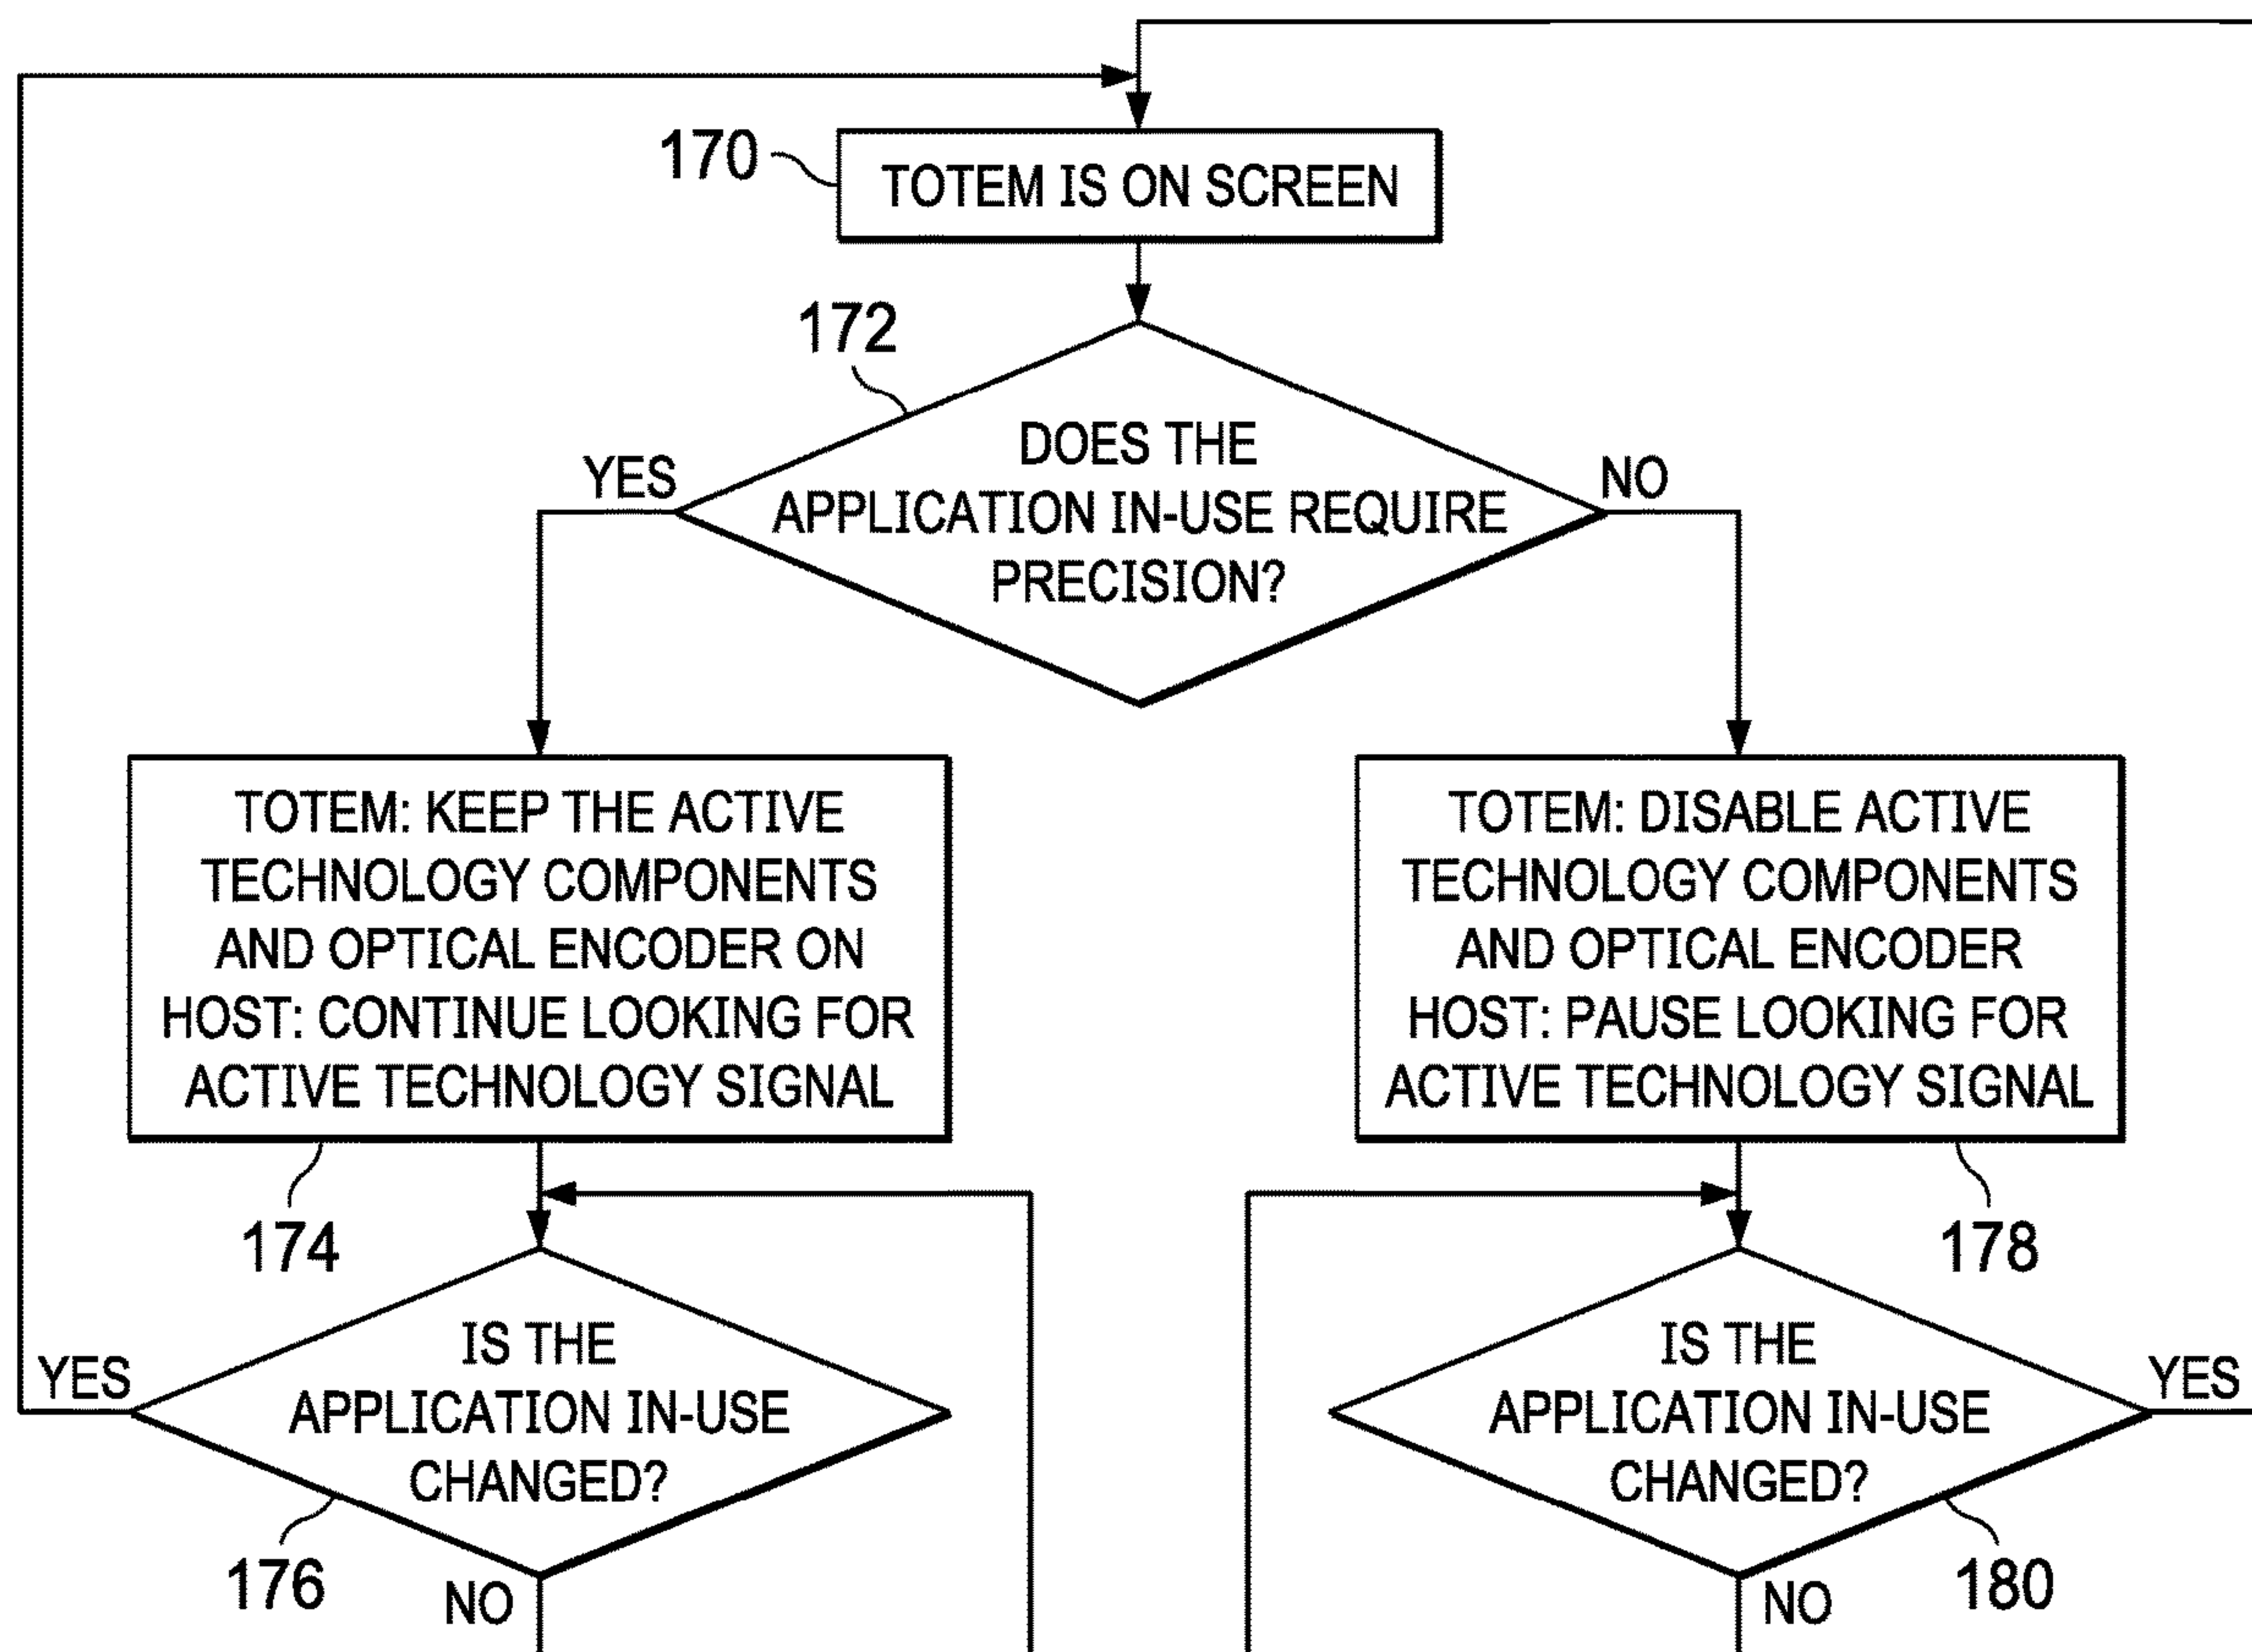 170
TOTEM IS ON SCREEN
172
DOES THE
APPLICATION IN-USE REQUIRE
PRECISION?
YES
NO
TOTEM: KEEP THE ACTIVE
TECHNOLOGY COMPONENTS
AND OPTICAL ENCODER ON
HOST: CONTINUE LOOKING FOR
ACTIVE TECHNOLOGY SIGNAL
174
TOTEM: DISABLE ACTIVE
TECHNOLOGY COMPONENTS
AND OPTICAL ENCODER
HOST: PAUSE LOOKING FOR
ACTIVE TECHNOLOGY SIGNAL
178
YES
IS THE
APPLICATION IN-USE
CHANGED?
176
NO
IS THE
APPLICATION IN-USE
CHANGED?
YES
180
NO